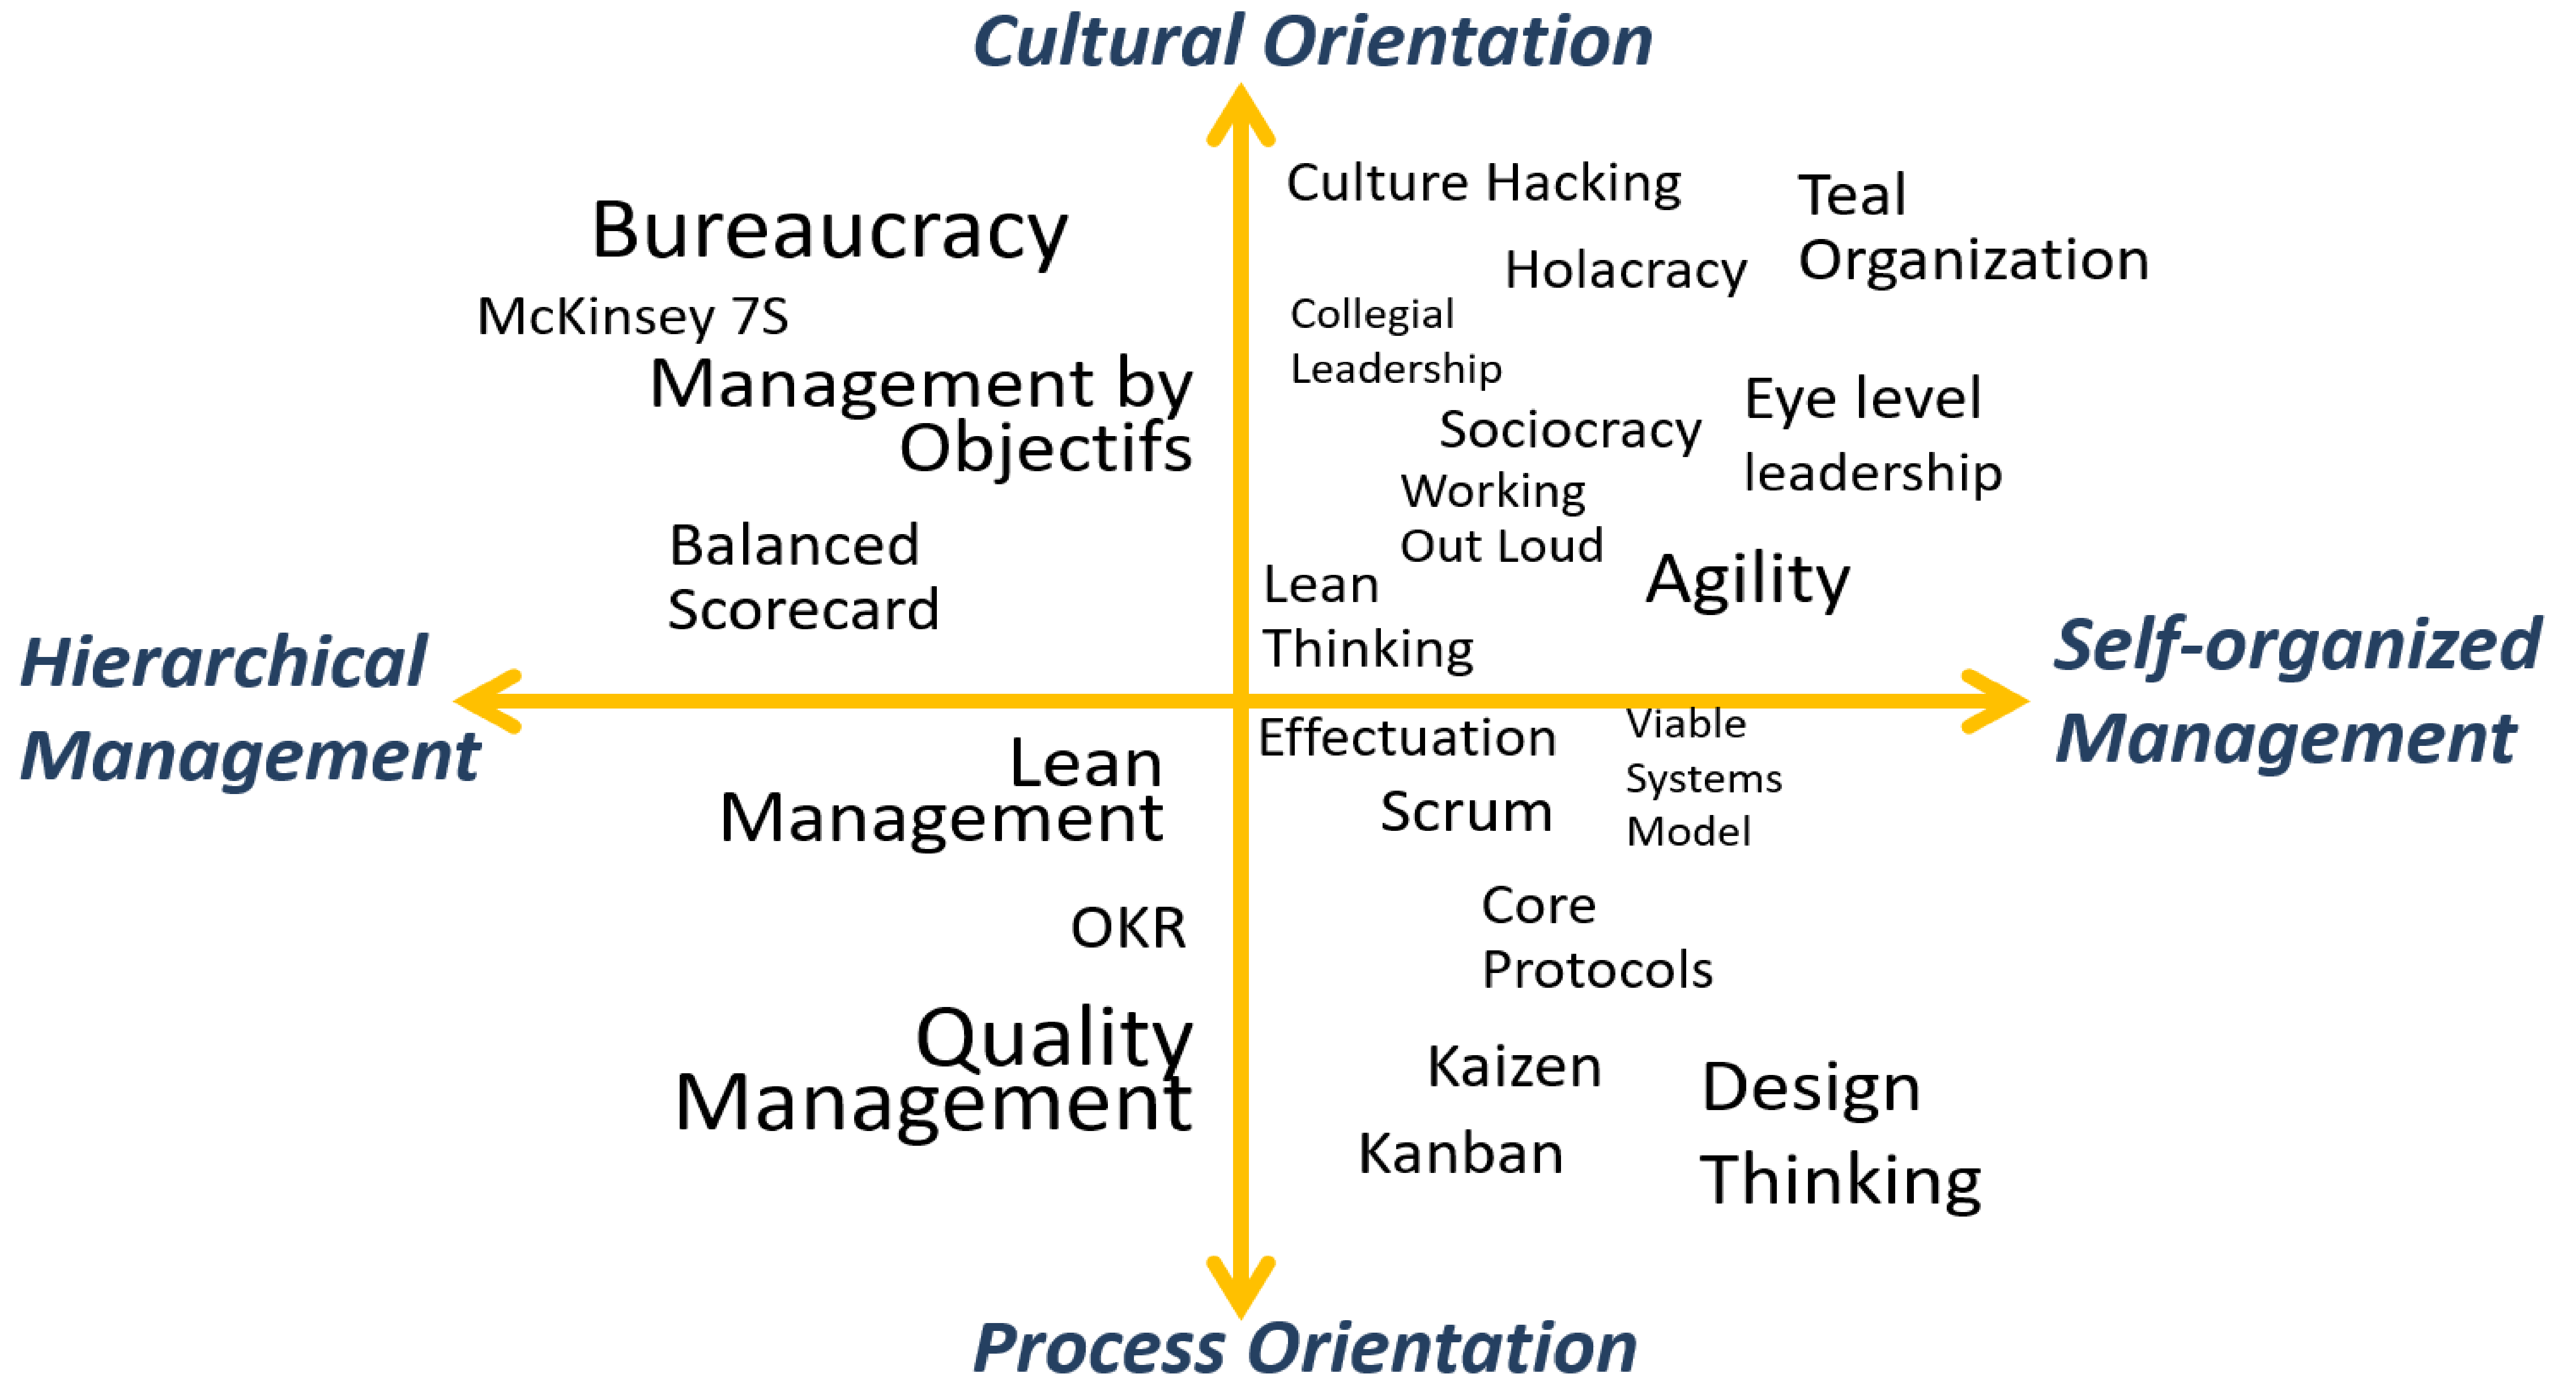 Cultural Orientation
Culture Hacking
Teal
Organization
Bureaucracy
Holacracy
McKinsey 7S
Collegial
Leadership
Management by
Objectifs
Eye level
leadership
Sociocracy
Working
Out Loud
Balanced
Scorecard
Lean
Thinking
Agility
Hierarchical
Management
Self-organized
Management
Effectuation
Viable
Systems
Model
Lean
Management
Scrum
OKR
Core
Protocols
Quality
Management
Kaizen
Design
Thinking
Kanban
Process Orientation